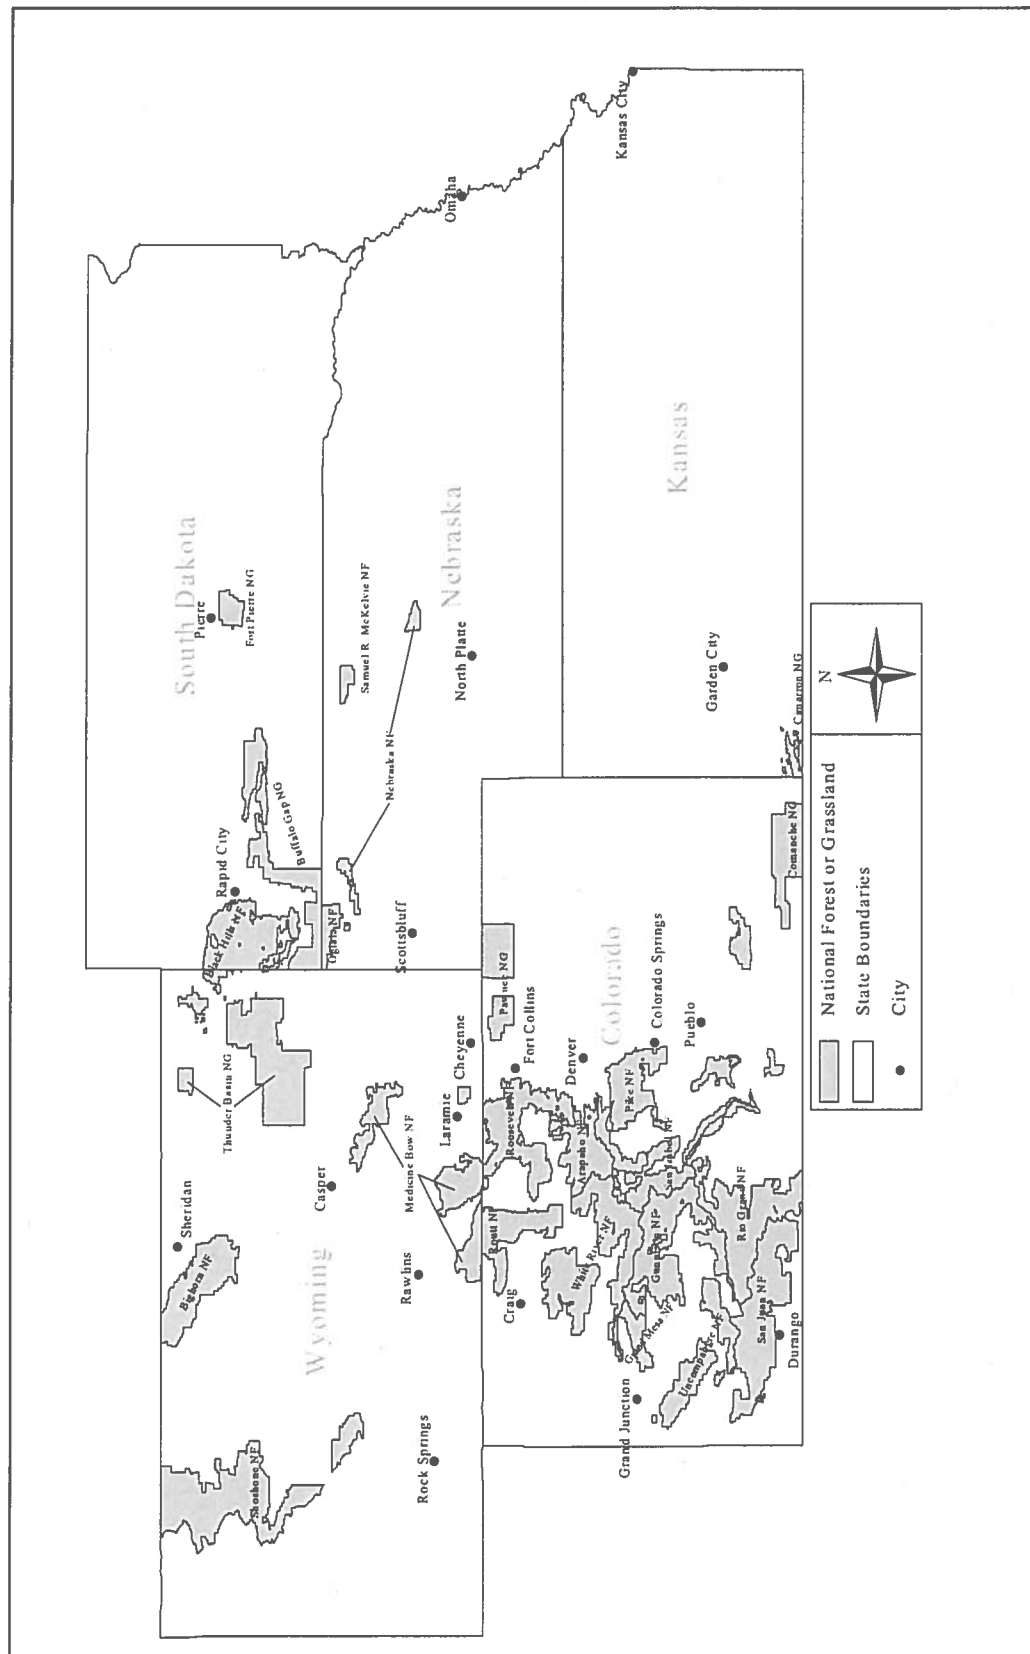 South Dakota
Pierre
Fort Pierre NG
Rapid City
Black Hills NF
Buffalo Gap NG
Samuel R McKelvie NF
Nebraska
Nebraska NF
North Platte
Omaha
Scottsbluff
Oglala NF
Kansas
Kansas City
Garden City
Cimarron NG
Wyoming
Sheridan
Bighorn NF
Thunder Basin NG
Casper
Medicine Bow NF
Laramie
Cheyenne
Rawlins
Rock Springs
Shoshone NF
Colorado
Pawnee NG
Fort Collins
Roosevelt NF
Routt NF
Craig
Denver
Arapaho NF
White River NF
Pike NF
Colorado Springs
San Isabel NF
Pueblo
Gunnison NF
Grand Mesa NF
Grand Junction
Uncompahgre NF
Rio Grande NF
San Juan NF
Durango
Comanche NG
National Forest or Grassland
State Boundaries
City
N